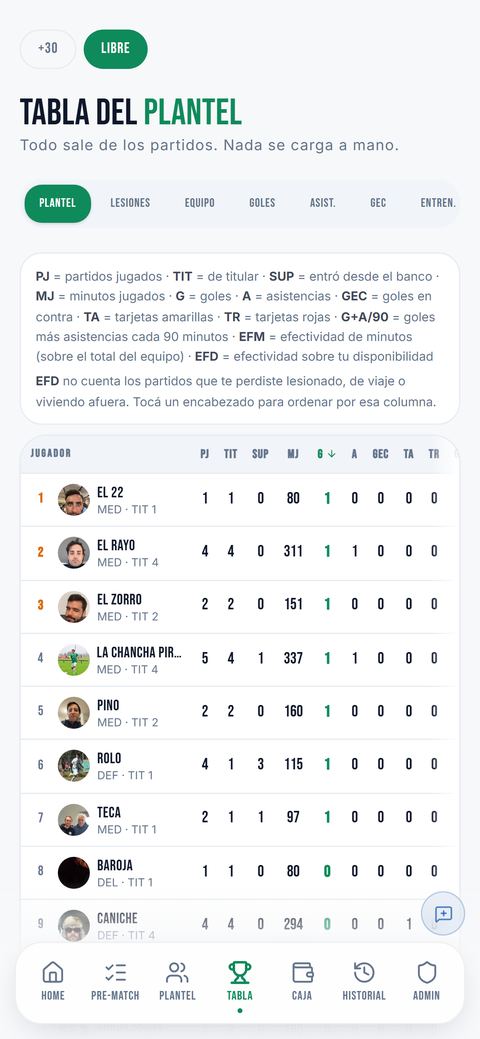 +30 LIBRE
TABLA DEL PLANTEL
Todo sale de los partidos. Nada se carga a mano.
PLANTEL LESIONES EQUIPO GOLES ASIST. GEC ENTREN.
PJ = partidos jugados · TIT = de titular · SUP = entró desde el banco ·
MJ = minutos jugados · G = goles · A = asistencias · GEC = goles en
contra · TA = tarjetas amarillas · TR = tarjetas rojas · G+A/90 = goles
más asistencias cada 90 minutos · EFM = efectividad de minutos
(sobre el total del equipo) · EFD = efectividad sobre tu disponibilidad
EFD no cuenta los partidos que te perdiste lesionado, de viaje o
viviendo afuera. Tocá un encabezado para ordenar por esa columna.
JUGADOR PJ TIT SUP MJ G ↓ A GEC TA TR
1 EL 22 1 1 0 80 1 0 0 0 0
MED · TIT 1
2 EL RAYO 4 4 0 311 1 1 0 0 0
MED · TIT 4
3 EL ZORRO 2 2 0 151 1 0 0 0 0
MED · TIT 2
4 LA CHANCHA PIR... 5 4 1 337 1 1 0 0 0
MED · TIT 4
5 PINO 2 2 0 160 1 0 0 0 0
MED · TIT 2
6 ROLO 4 1 3 115 1 0 0 0 0
DEF · TIT 1
7 TECA 2 1 1 97 1 0 0 0 0
MED · TIT 1
8 BAROJA 1 1 0 80 0 0 0 0 0
DEL · TIT 1
9 CANICHE 4 4 0 294 0 0 0 1
DEF · TIT 4
HOME PRE-MATCH PLANTEL TABLA CAJA HISTORIAL ADMIN